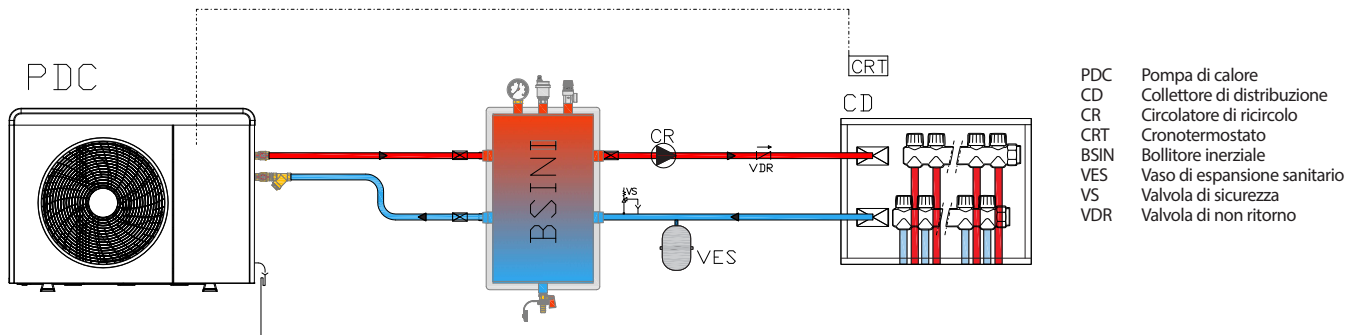 PDC
CRT
CD
CR
VDR
BSINI
VS
VES
PDC Pompa di calore
CD Collettore di distribuzione
CR Circolatore di ricircolo
CRT Cronotermostato
BSIN Bollitore inerziale
VES Vaso di espansione sanitario
VS Valvola di sicurezza
VDR Valvola di non ritorno